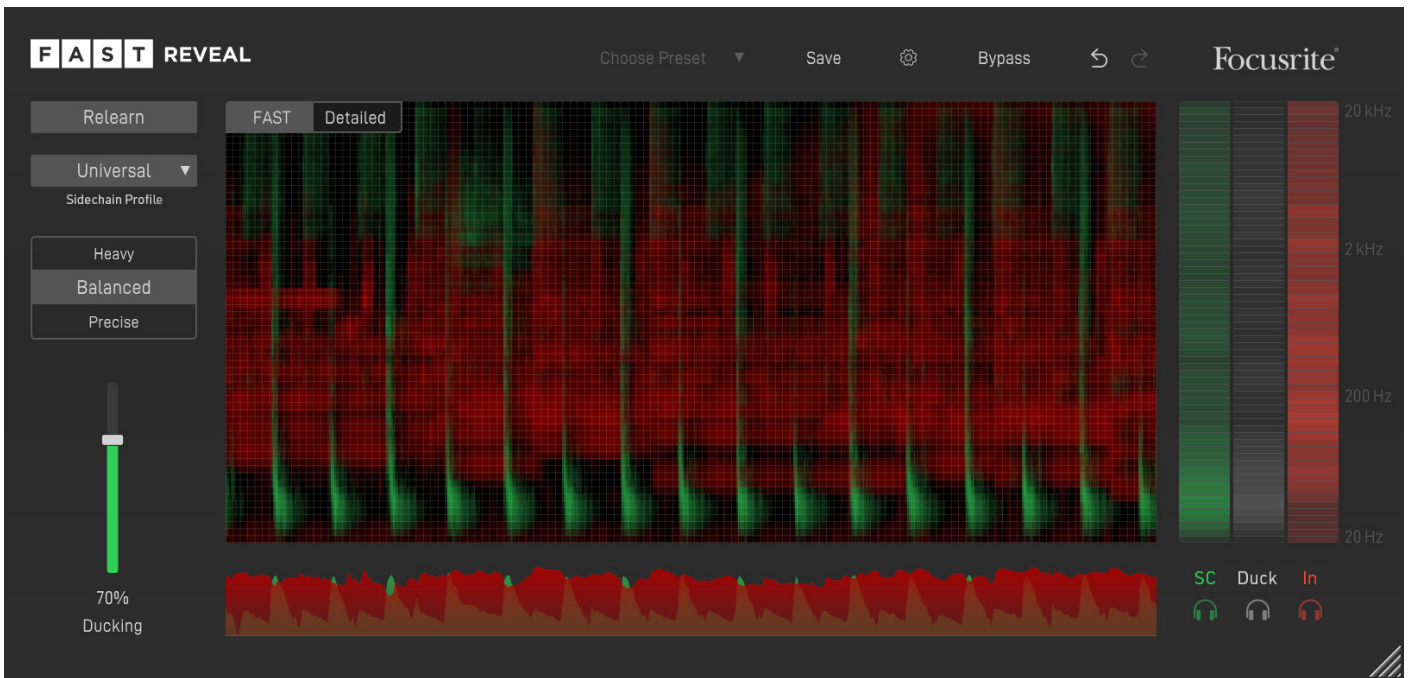 FAST REVEAL
Choose Preset
Save
Bypass
Focusrite®
Relearn
FAST
Detailed
20 kHz
Universal
Sidechain Profile
Heavy
2 kHz
Balanced
Precise
200 Hz
20 Hz
SC
Duck
In
70%
Ducking